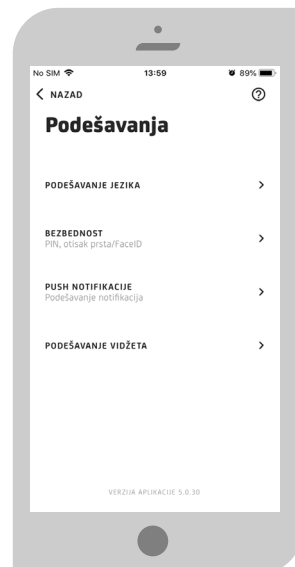 No SIM 13:59 89%
NAZAD
Podešavanja
PODEŠAVANJE JEZIKA
BEZBEDNOST
PIN, otisak prsta/FaceID
PUSH NOTIFIKACIJE
Podešavanje notifikacija
PODEŠAVANJE VIDŽETA
VERZIJA APLIKACIJE 5.0.30